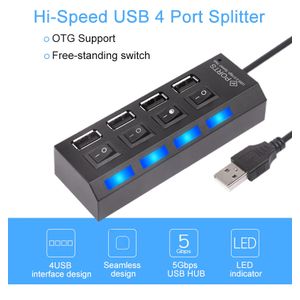 Hi-Speed USB 4 Port Splitter
OTG Support
Free-standing switch
PORTS
5
Gbps
LED
4USB
interface design
Seamless
design
5Gbps
USB HUB
LED
indicator